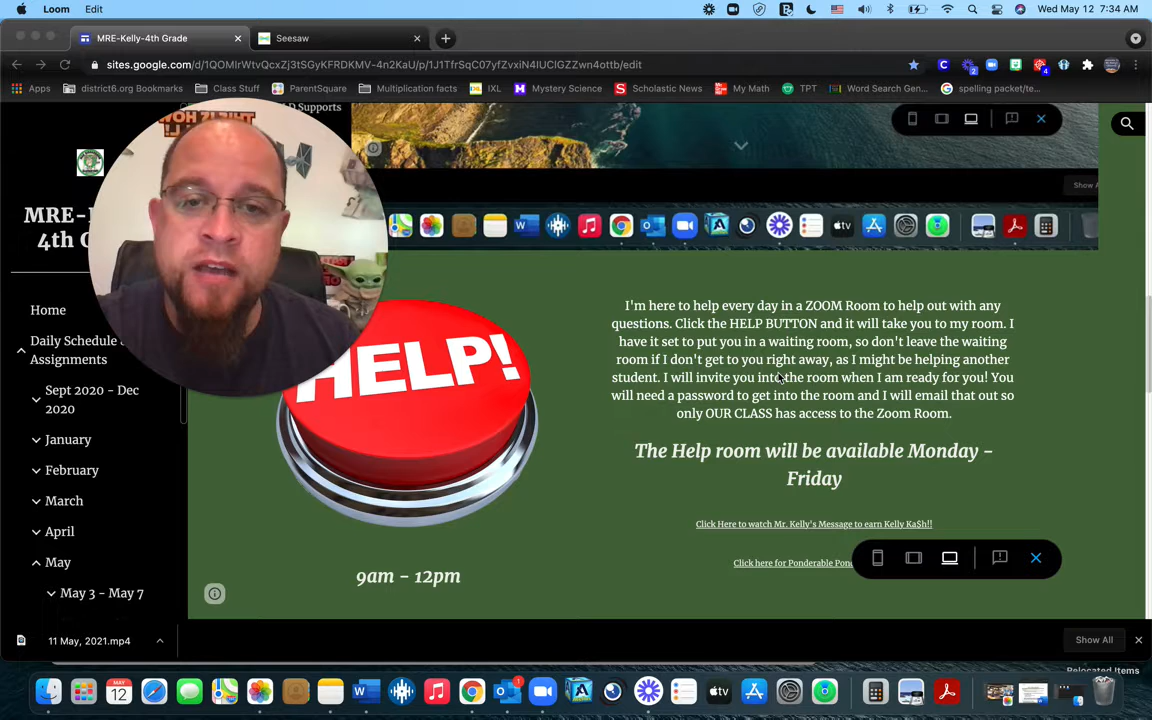 Loom Edit
Wed May 12 7:34 AM
MRE-Kelly-4th Grade
Seesaw
sites.google.com/d/1QOMIrWtvQcxZj3tSGyKFRDKMV-4n2KaU/p/1J1TfrSqC07yfZvxiN4IUClGZZwn4ottb/edit
Apps district6.org Bookmarks Class Stuff ParentSquare Multiplication facts IXL Mystery Science Scholastic News My Math TPT Word Search Gen... spelling packet/te...
Supports
Show
MRE-
4th
Home
Daily Schedule &
Assignments
Sept 2020 - Dec
2020
January
February
March
April
May
May 3 - May 7
HELP!
9am - 12pm
I'm here to help every day in a ZOOM Room to help out with any
questions. Click the HELP BUTTON and it will take you to my room. I
have it set to put you in a waiting room, so don't leave the waiting
room if I don't get to you right away, as I might be helping another
student. I will invite you into the room when I am ready for you! You
will need a password to get into the room and I will email that out so
only OUR CLASS has access to the Zoom Room.
The Help room will be available Monday -
Friday
Click Here to watch Mr. Kelly's Message to earn Kelly Ka$h!!
Click here for Ponderable Pon
11 May, 2021.mp4
Show All
Relocated Items
MAY
12